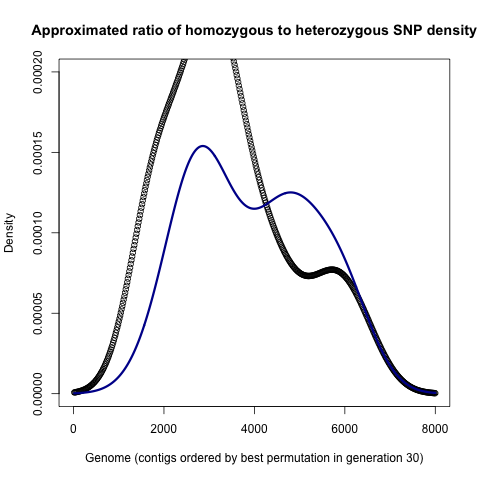 Approximated ratio of homozygous to heterozygous SNP density
0.00020
0.00015
0.00010
0.00005
0.00000
Density
0 2000 4000 6000 8000
Genome (contigs ordered by best permutation in generation 30)